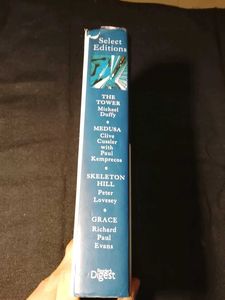 Select
Editions
THE
TOWER
Michael
Duffy
MEDUSA
Clive
Cussler with
Paul
Kemprecos
SKELETON
HILL
Peter
Lovesey
GRACE
Richard
Paul
Evans
Reader's
Digest